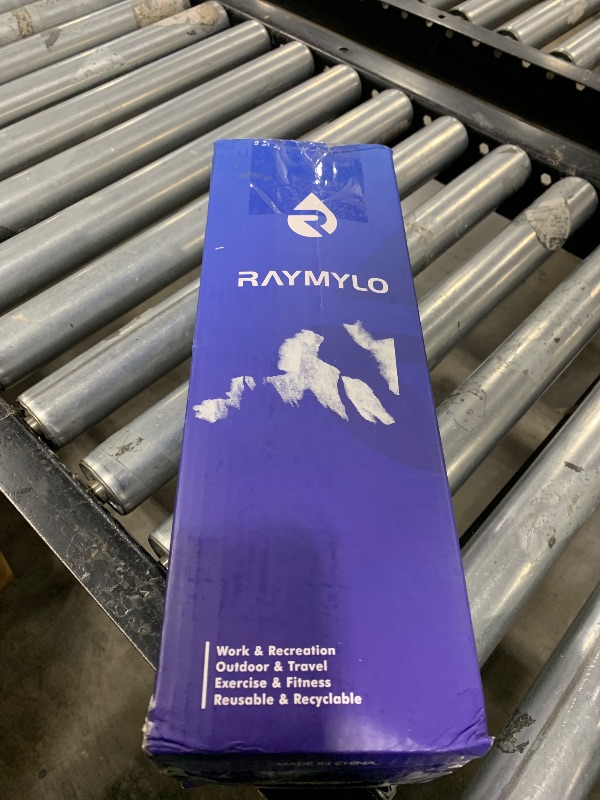 RAYMYLO
Work & Recreation
Outdoor & Travel
Exercise & Fitness
Reusable & Recyclable
MADE IN CHINA